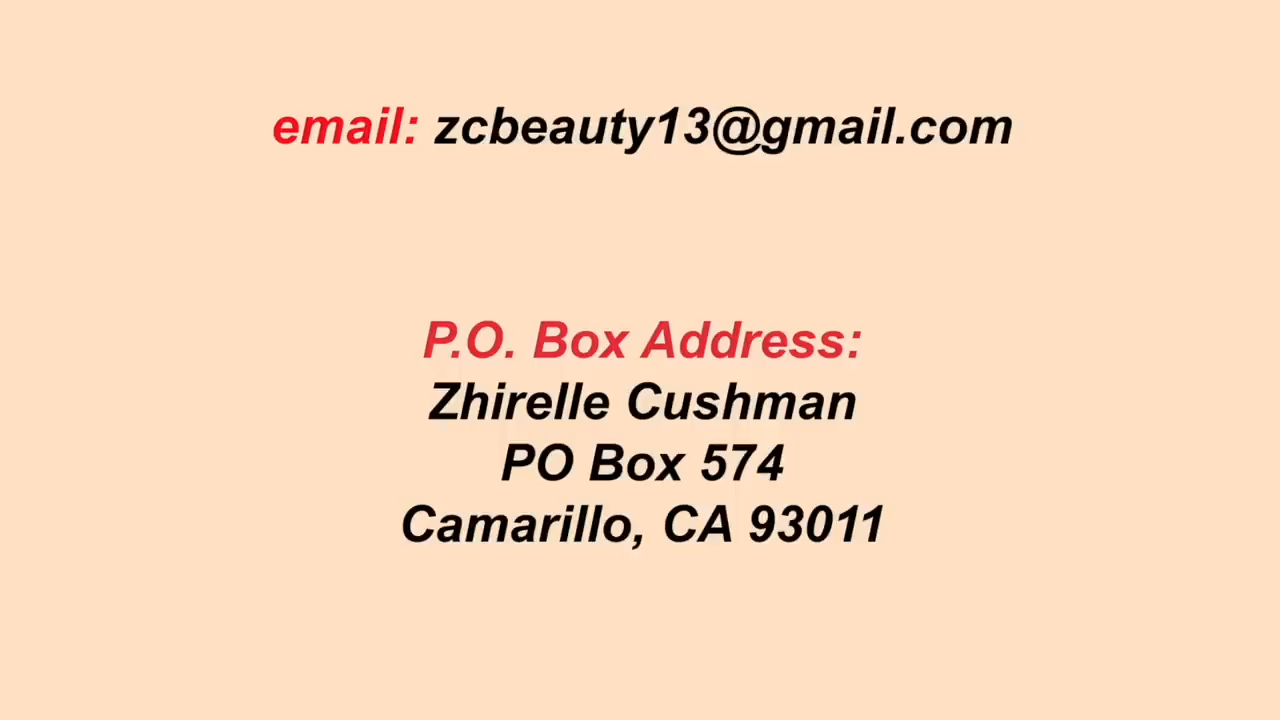 email: zcbeauty13@gmail.com
P.O. Box Address:
Zhirelle Cushman
PO Box 574
Camarillo, CA 93011